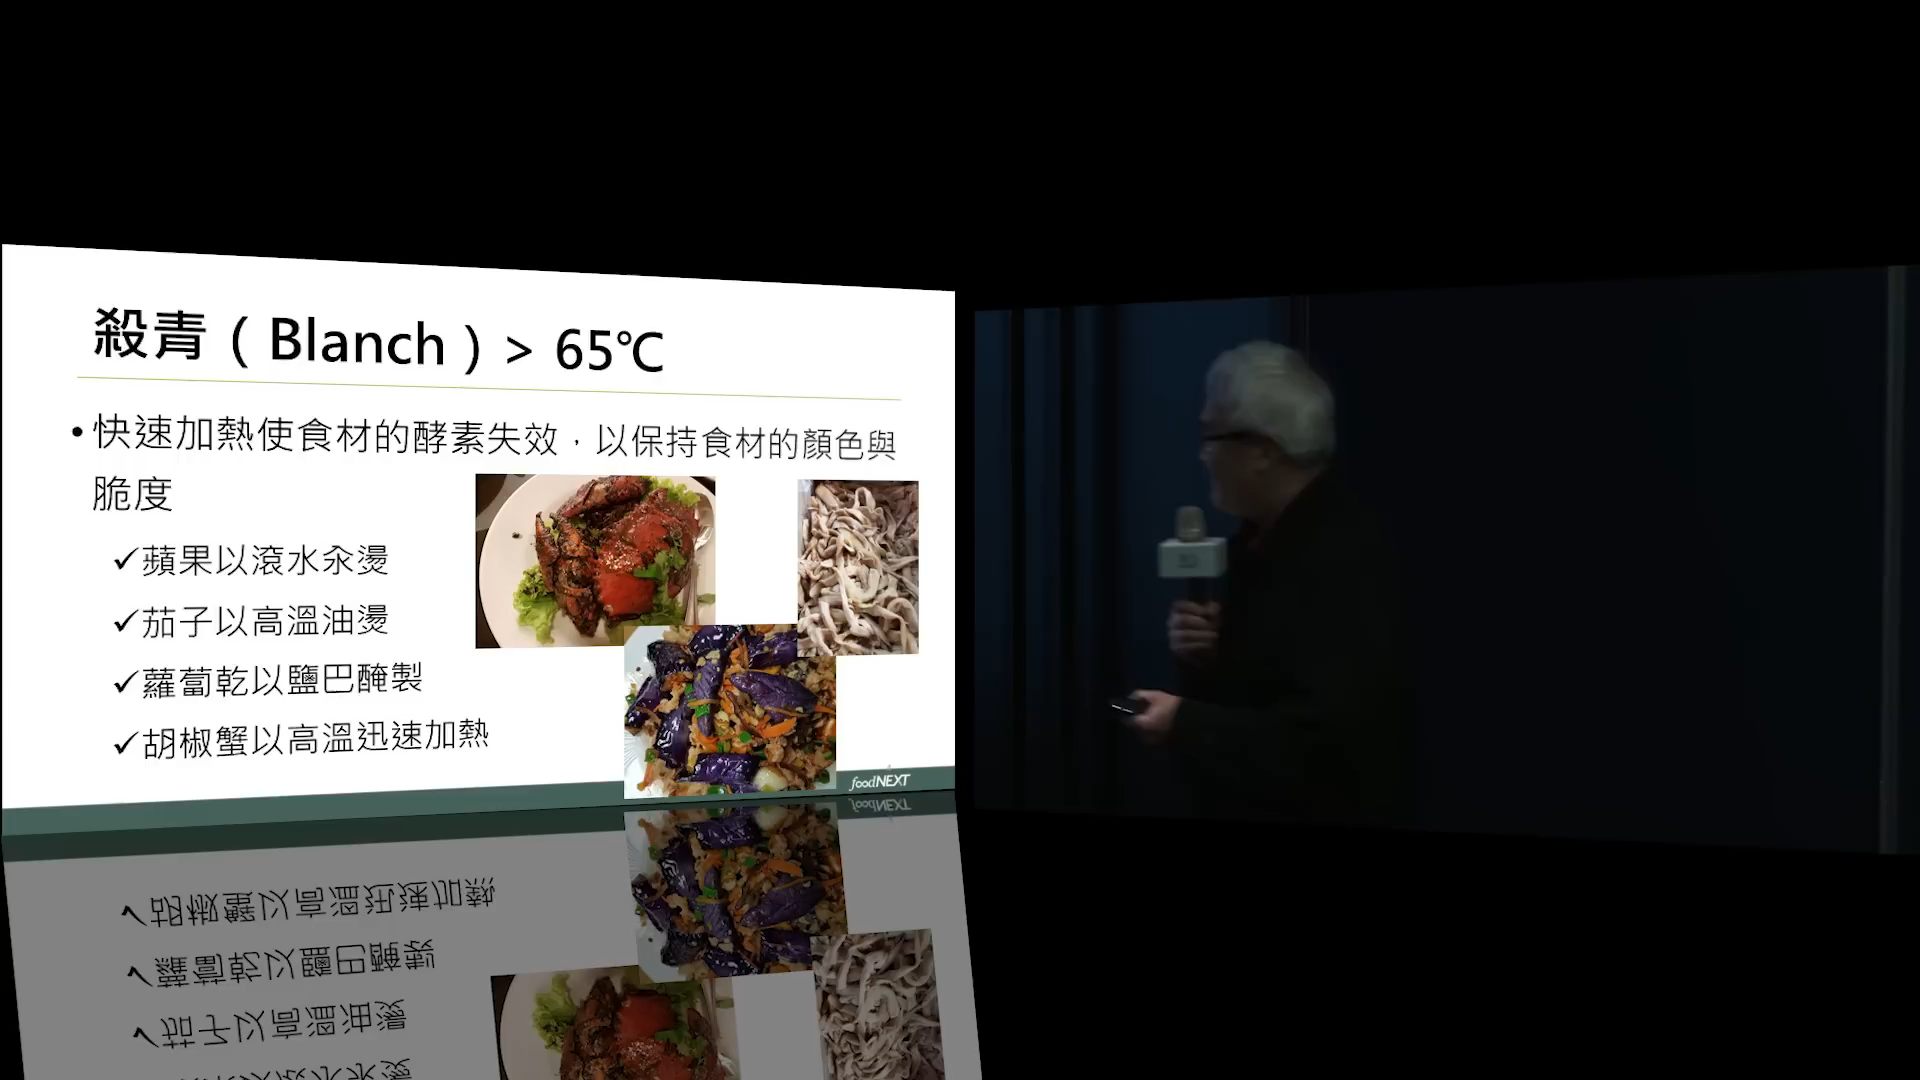 殺青（Blanch）> 65℃
•快速加熱使食材的酵素失效，以保持食材的顏色與
脆度
✓蘋果以滾水汆燙
✓茄子以高溫油燙
✓蘿蔔乾以鹽巴醃製
✓胡椒蟹以高溫迅速加熱
foodNEXT